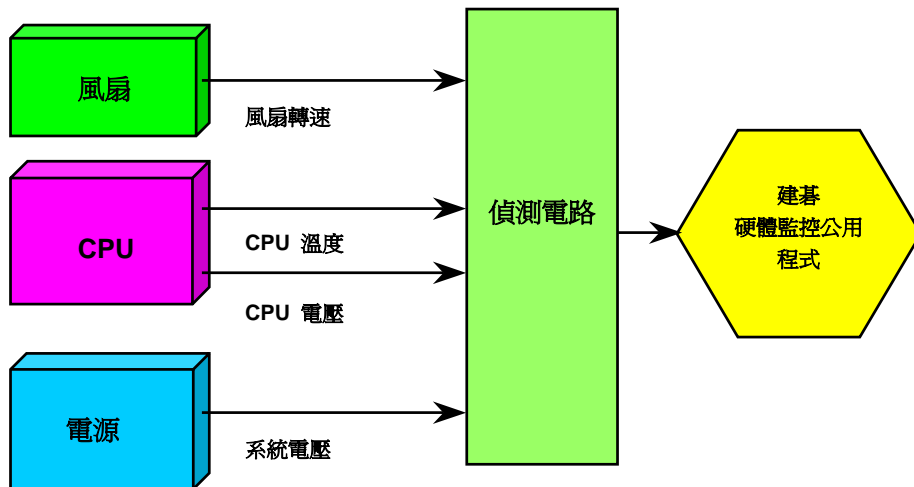 風扇
風扇轉速
CPU
CPU 溫度
CPU 電壓
電源
系統電壓
偵測電路
建碁
硬體監控公用
程式